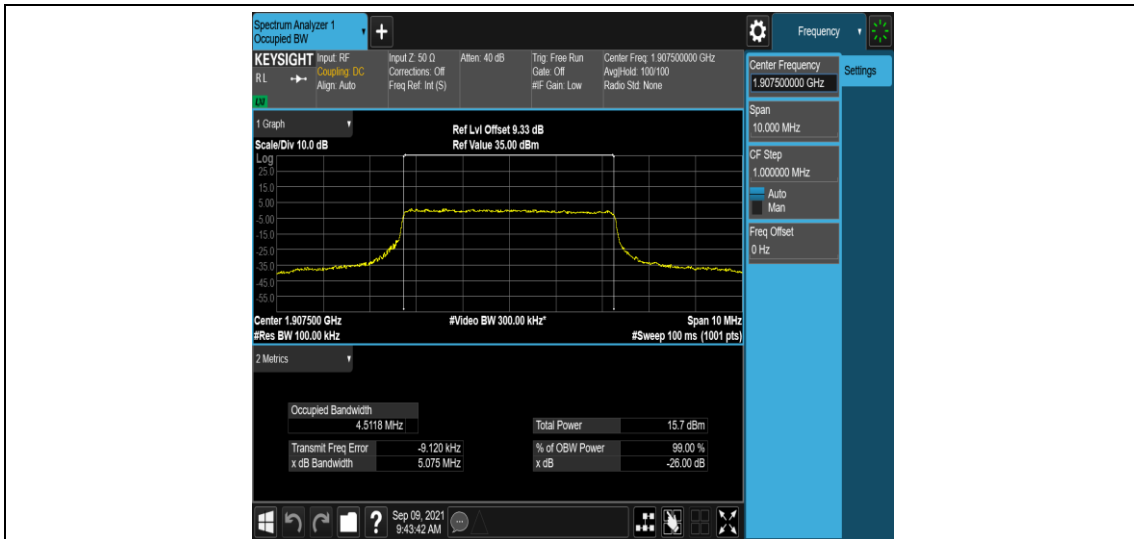 Spectrum Analyzer 1
Occupied BW
+
Frequency
KEYSIGHT
RL
LXI
Input: RF
Coupling: DC
Align: Auto
Input Z: 50 Ω
Corrections: Off
Freq Ref: Int (S)
Atten: 40 dB
Trig: Free Run
Gate: Off
#IF Gain: Low
Center Freq: 1.907500000 GHz
Avg|Hold: 100/100
Radio Std: None
Center Frequency
1.907500000 GHz
Settings
Span
10.000 MHz
CF Step
1.000000 MHz
Auto
Man
Freq Offset
0 Hz
1 Graph
Scale/Div 10.0 dB
Ref Lvl Offset 9.33 dB
Ref Value 35.00 dBm
Log
25.0
15.0
5.00
-5.00
-15.0
-25.0
-35.0
-45.0
-55.0
Center 1.907500 GHz
#Video BW 300.00 kHz*
Span 10 MHz
#Res BW 100.00 kHz
#Sweep 100 ms (1001 pts)
2 Metrics
Occupied Bandwidth
4.5118 MHz
Total Power 15.7 dBm
Transmit Freq Error -9.120 kHz
% of OBW Power 99.00 %
x dB Bandwidth 5.075 MHz
x dB -26.00 dB
?
Sep 09, 2021
9:43:42 AM